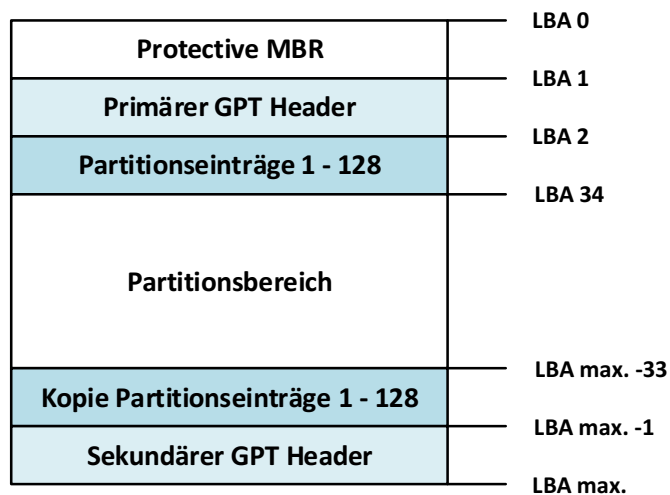 LBA 0
Protective MBR
LBA 1
Primärer GPT Header
LBA 2
Partitionseinträge 1 - 128
LBA 34
Partitionsbereich
LBA max. -33
Kopie Partitionseinträge 1 - 128
LBA max. -1
Sekundärer GPT Header
LBA max.